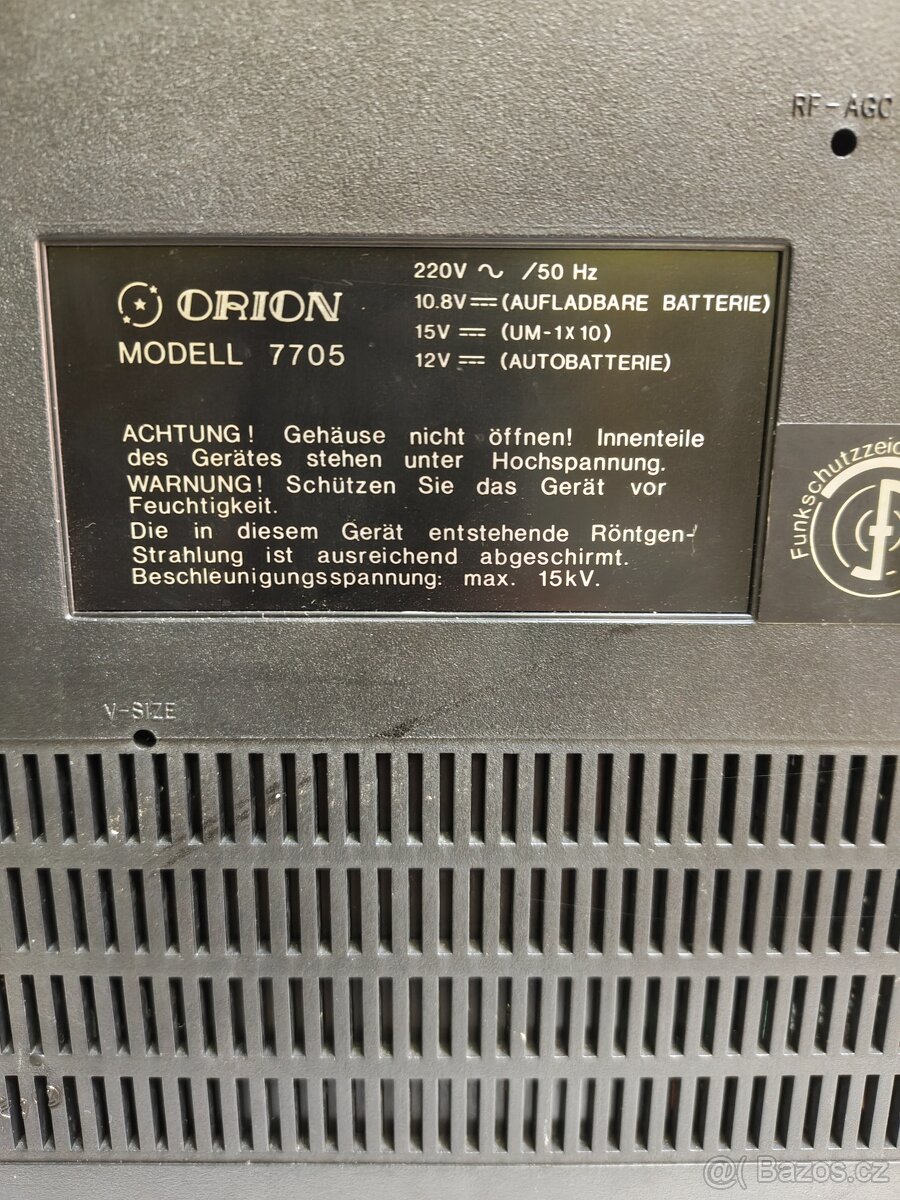 RF-AGC
ORION
MODELL 7705
220V ∿ /50 Hz
10.8V⎓(AUFLADBARE BATTERIE)
15V ⎓ (UM-1X10)
12V ⎓ (AUTOBATTERIE)
ACHTUNG! Gehäuse nicht öffnen! Innenteile
des Gerätes stehen unter Hochspannung.
WARNUNG! Schützen Sie das Gerät vor
Feuchtigkeit.
Die in diesem Gerät entstehende Röntgen-
Strahlung ist ausreichend abgeschirmt.
Beschleunigungsspannung: max. 15kV.
Funkschutzzeic
V-SIZE
@( Bazos.cz